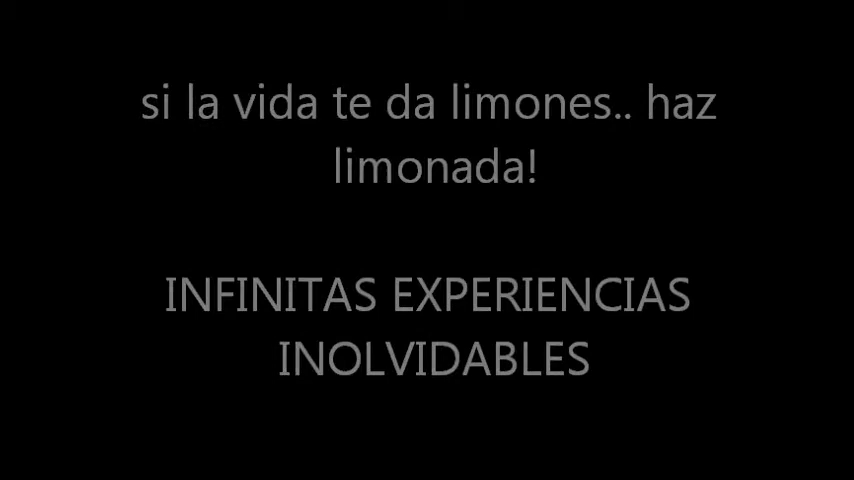 si la vida te da limones.. haz
limonada!
INFINITAS EXPERIENCIAS
INOLVIDABLES